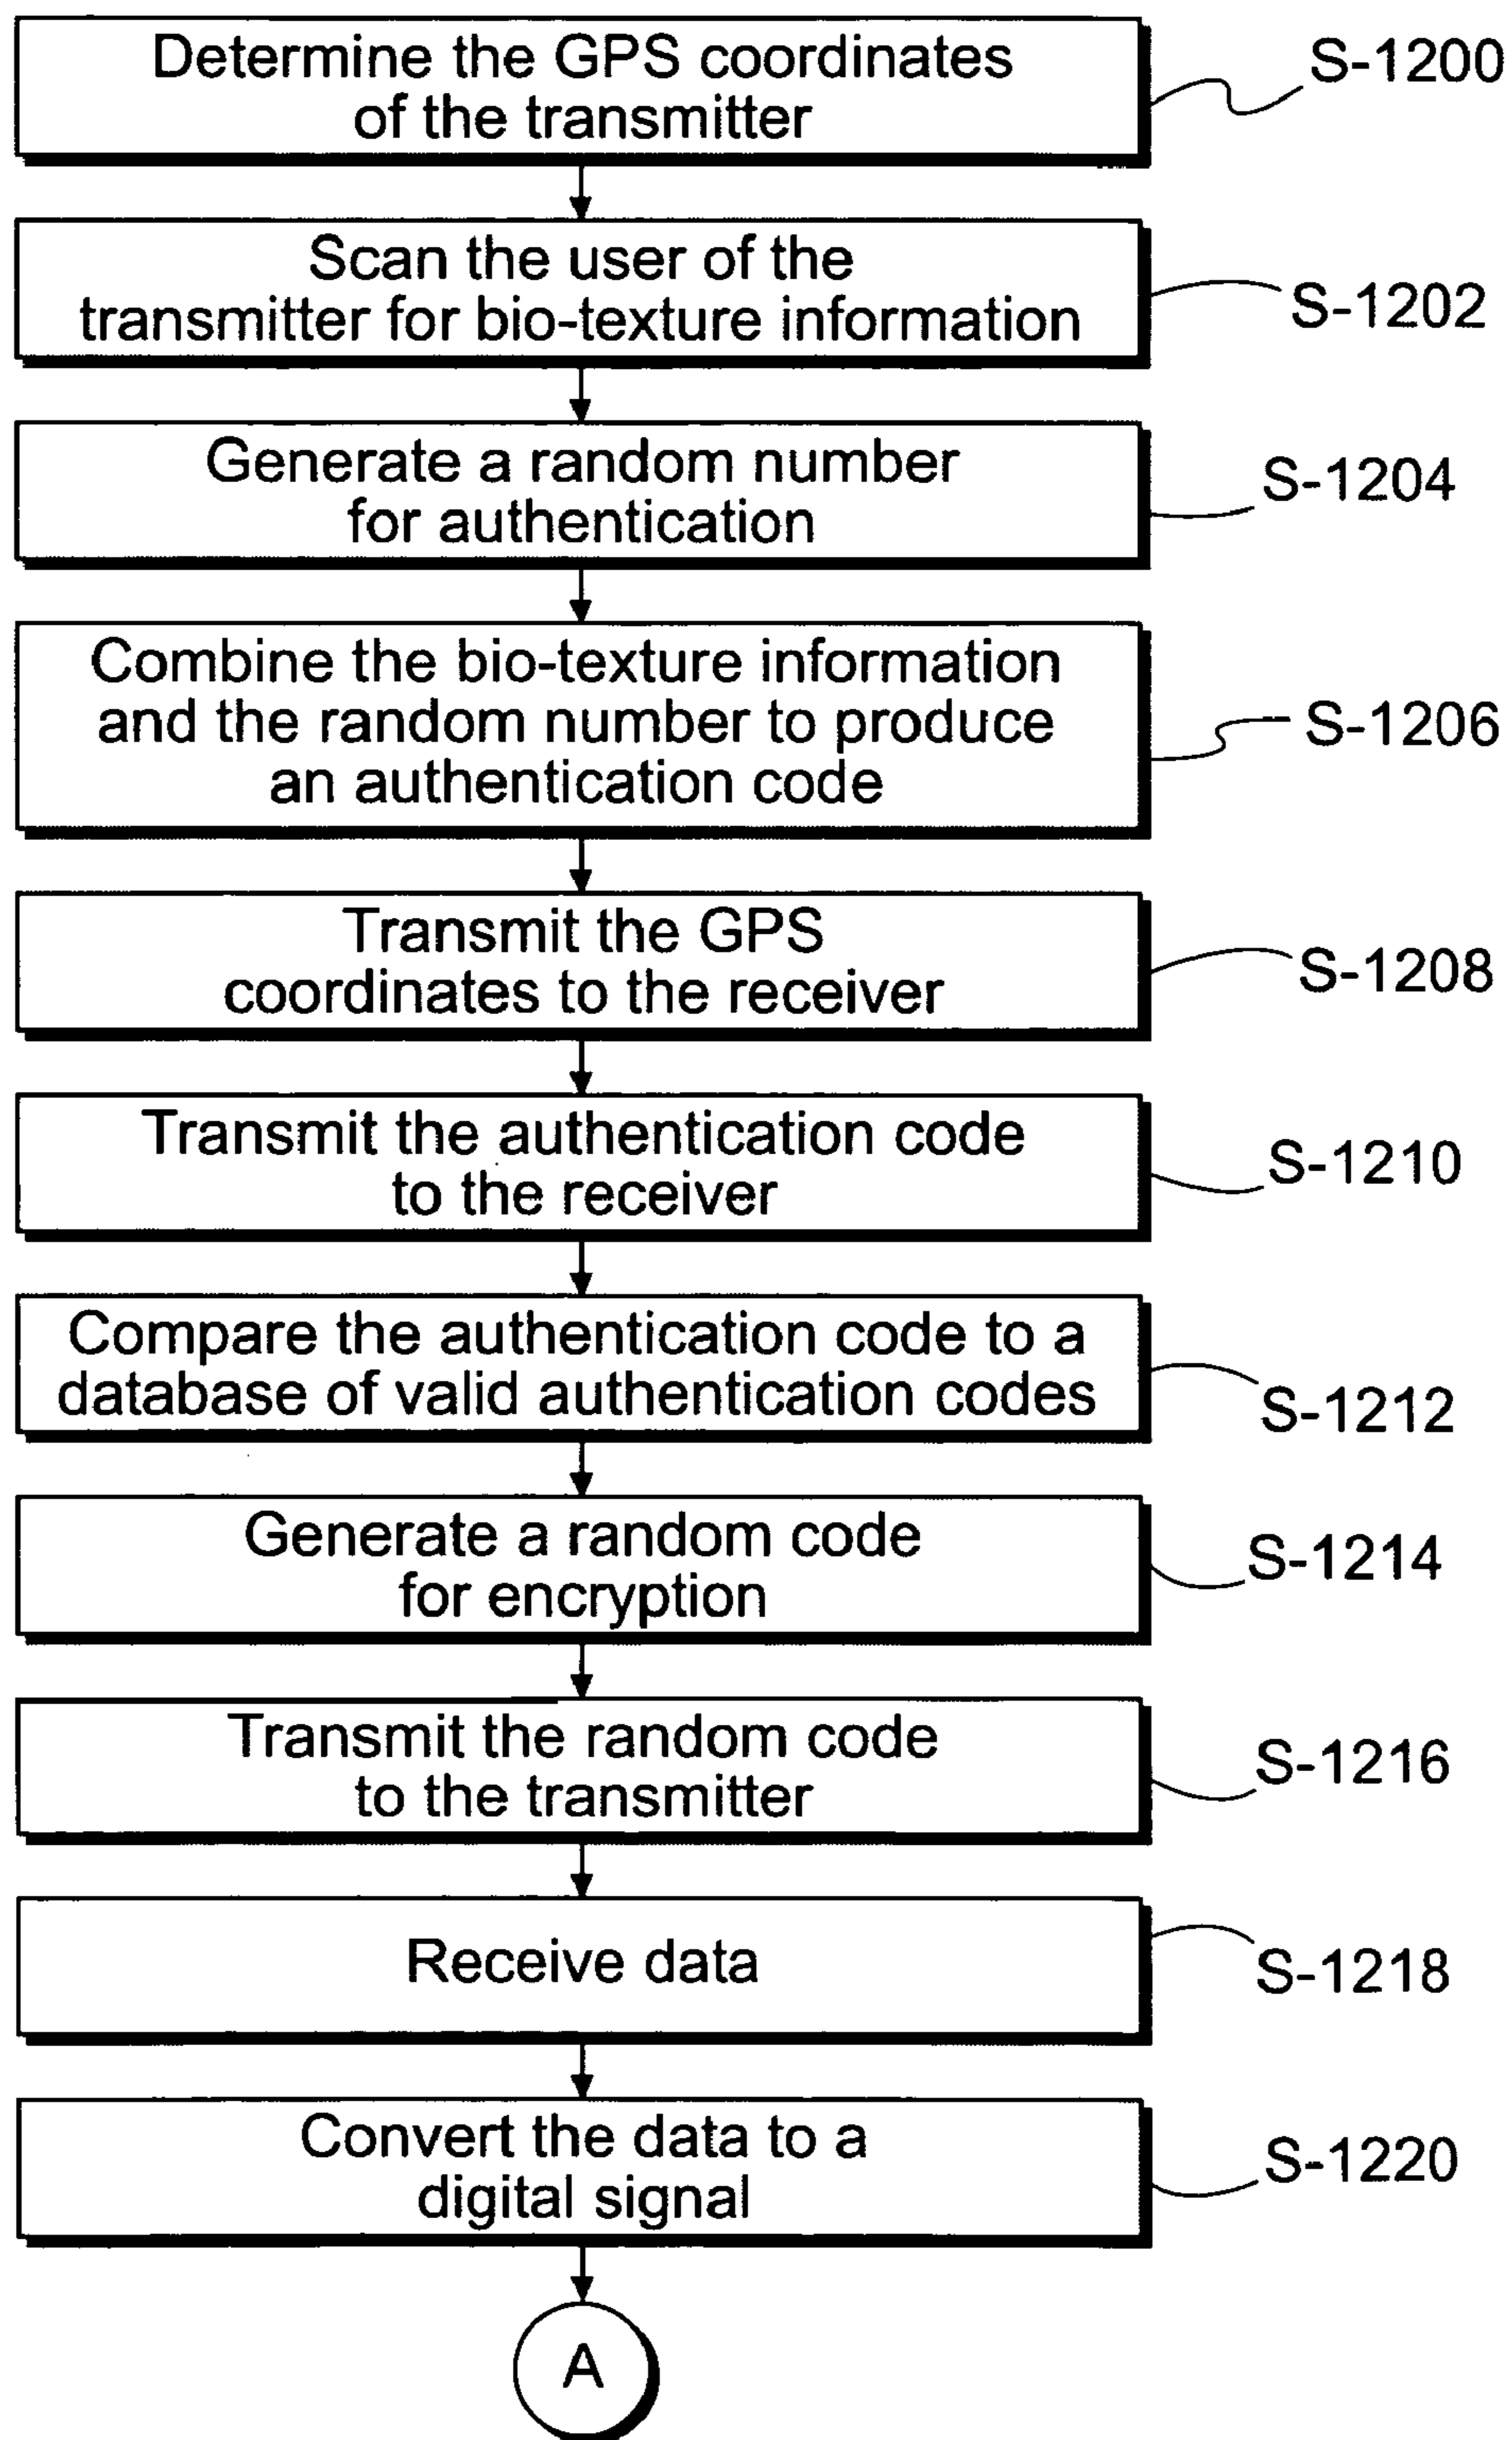 Determine the GPS coordinates
of the transmitter
S-1200
Scan the user of the
transmitter for bio-texture information
S-1202
Generate a random number
for authentication
S-1204
Combine the bio-texture information
and the random number to produce
an authentication code
S-1206
Transmit the GPS
coordinates to the receiver
S-1208
Transmit the authentication code
to the receiver
S-1210
Compare the authentication code to a
database of valid authentication codes
S-1212
Generate a random code
for encryption
S-1214
Transmit the random code
to the transmitter
S-1216
Receive data
S-1218
Convert the data to a
digital signal
S-1220
A